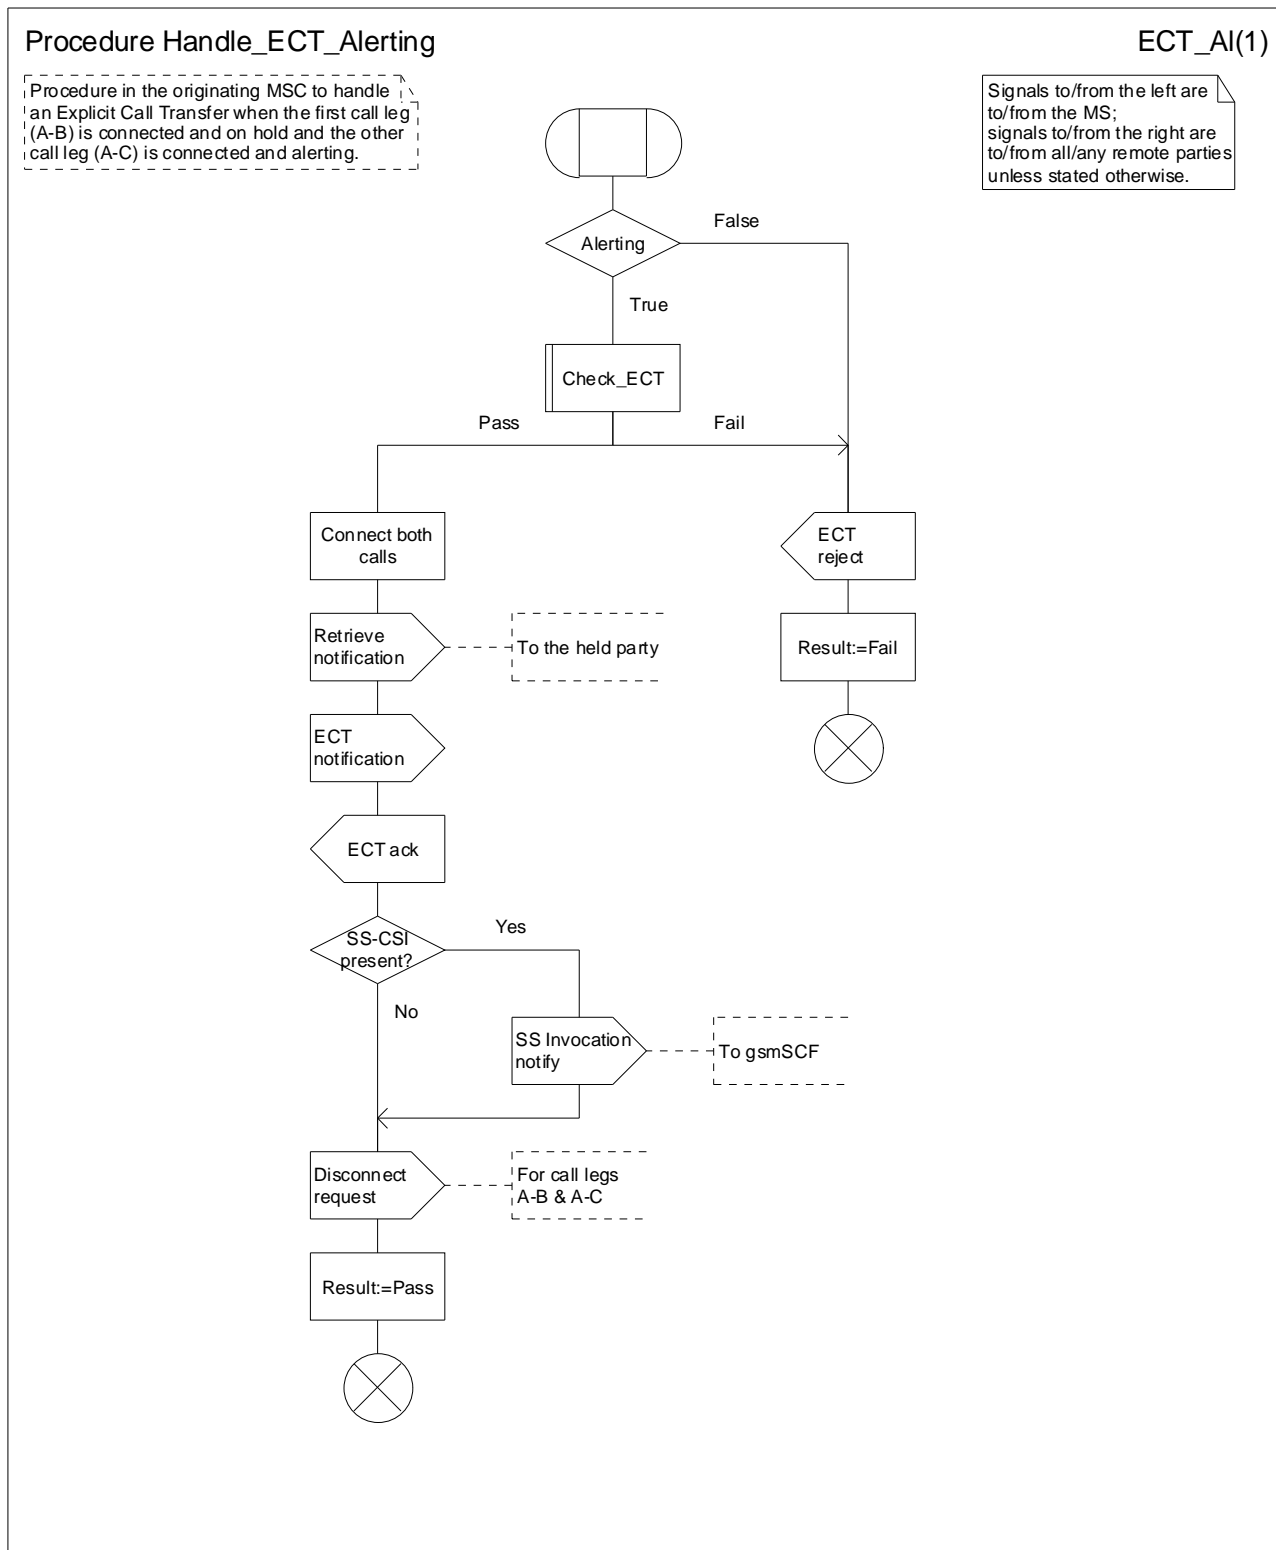 Procedure Handle_ECT_Alerting
ECT_Al(1)
Procedure in the originating MSC to handle
an Explicit Call Transfer when the first call leg
(A-B) is connected and on hold and the other
call leg (A-C) is connected and alerting.
Signals to/from the left are
to/from the MS;
signals to/from the right are
to/from all/any remote parties
unless stated otherwise.
False
Alerting
True
Check_ECT
Pass
Fail
Connect both
calls
ECT
reject
Retrieve
notification
To the held party
Result:=Fail
ECT
notification
ECT ack
Yes
SS-CSI
present?
No
SS Invocation
notify
To gsmSCF
Disconnect
request
For call legs
A-B & A-C
Result:=Pass